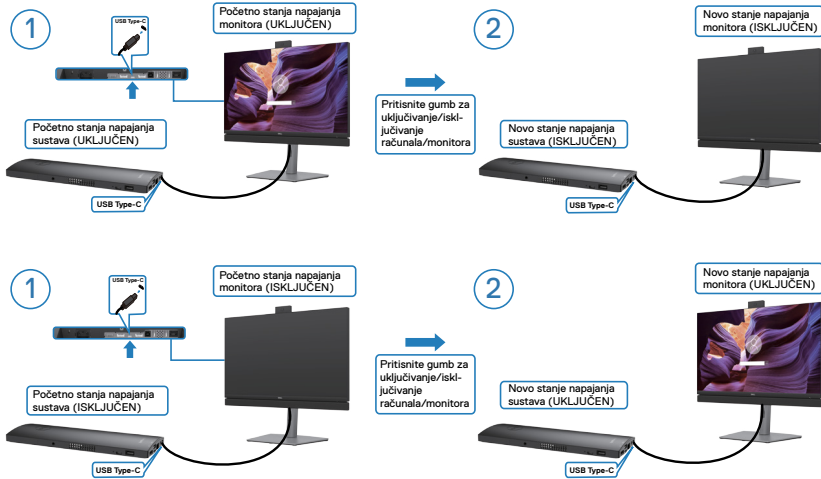 1
USB Type-C
Početno stanja napajanja
monitora (UKLJUČEN)
Početno stanja napajanja
sustava (UKLJUČEN)
USB Type-C
Pritisnite gumb za
uključivanje/iskl-
jučivanje
računala/monitora
2
Novo stanje napajanja
monitora (ISKLJUČEN)
Novo stanje napajanja
sustava (ISKLJUČEN)
USB Type-C
1
USB Type-C
Početno stanja napajanja
monitora (ISKLJUČEN)
Početno stanja napajanja
sustava (ISKLJUČEN)
USB Type-C
Pritisnite gumb za
uključivanje/iskl-
jučivanje
računala/monitora
2
Novo stanje napajanja
monitora (UKLJUČEN)
Novo stanje napajanja
sustava (UKLJUČEN)
USB Type-C